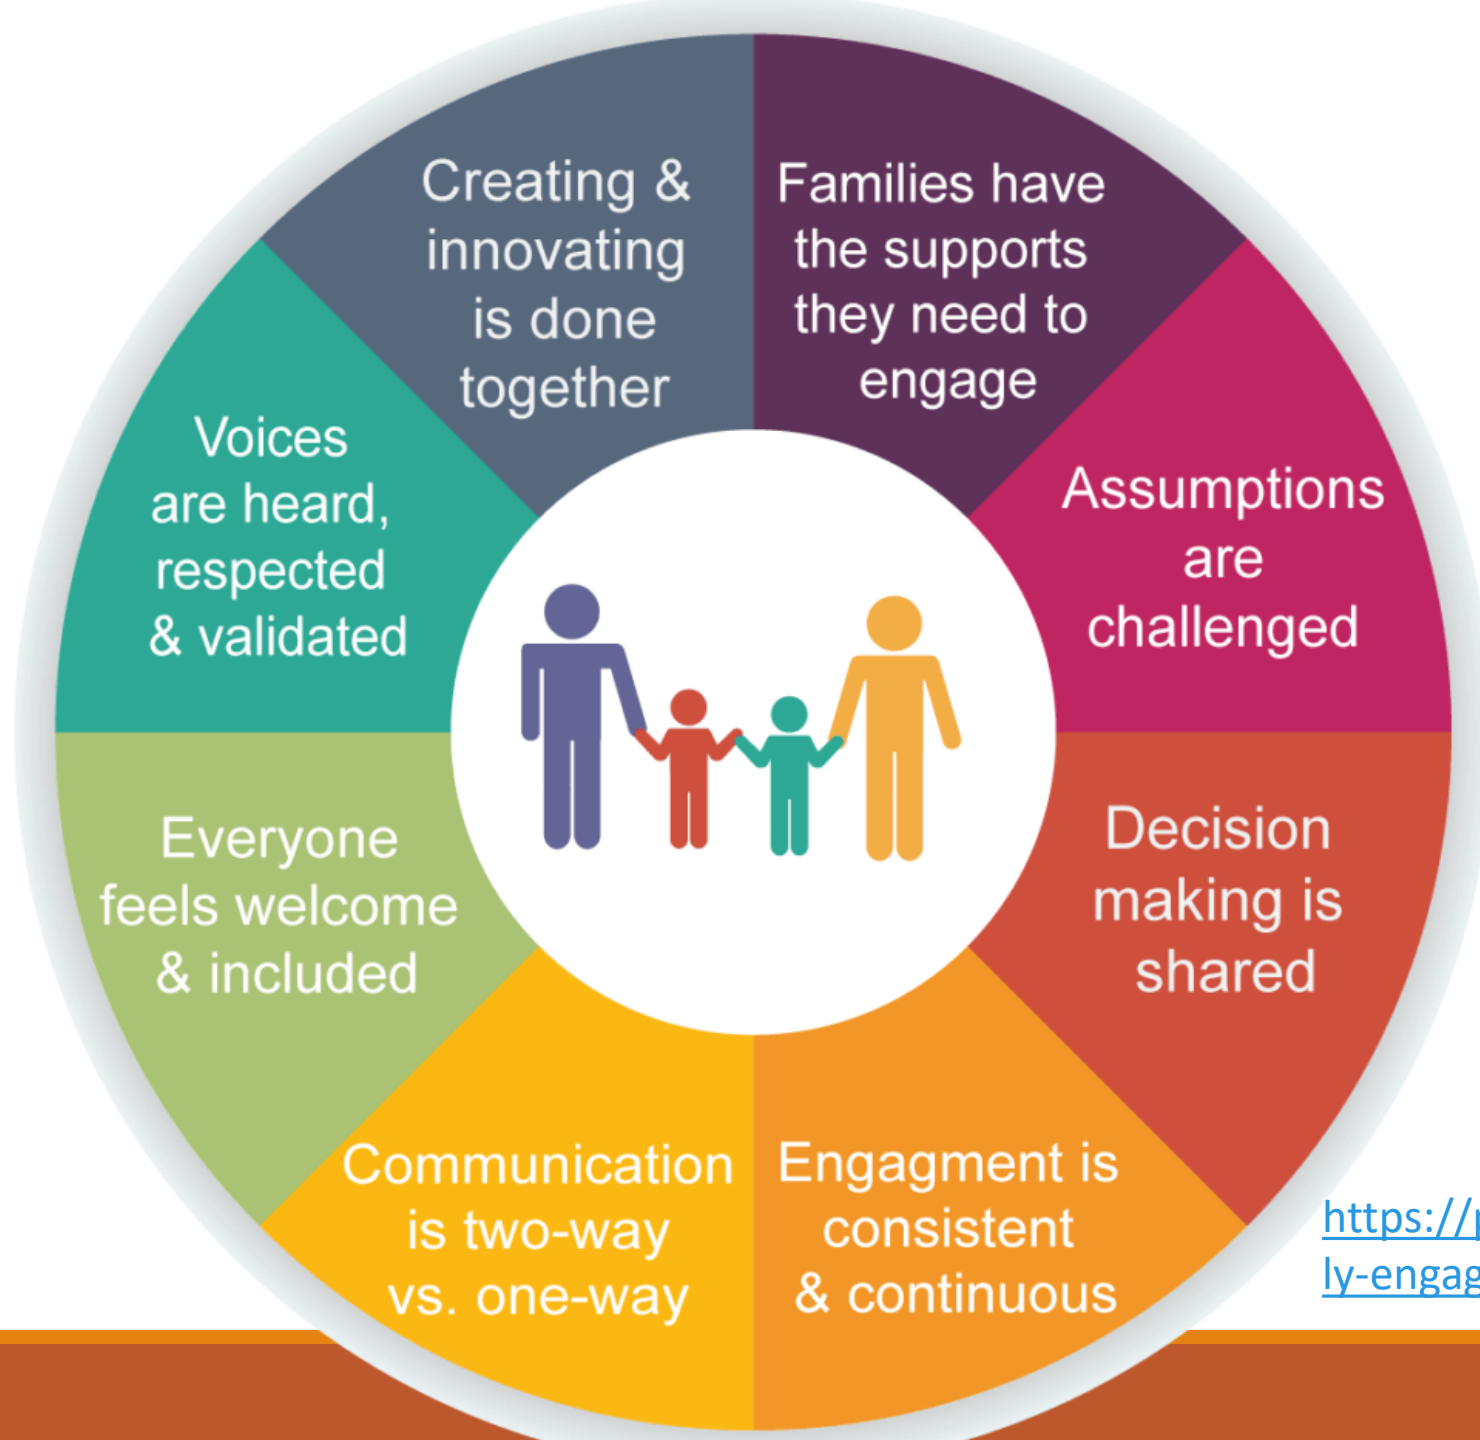 Creating &
innovating
is done
together
Families have
the supports
they need to
engage
Assumptions
are
challenged
Decision
making is
shared
Engagment is
consistent
& continuous
Communication
is two-way
vs. one-way
Everyone
feels welcome
& included
Voices
are heard,
respected
& validated
https://
ly-engag